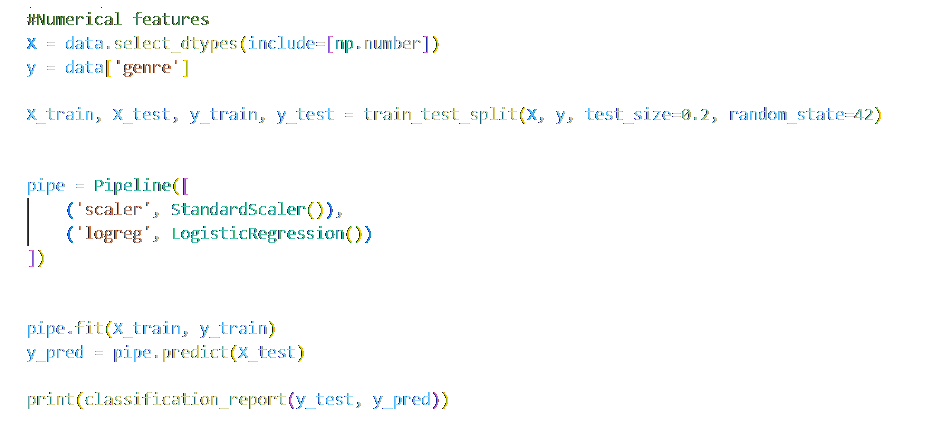 #Numerical features
X = data.select_dtypes(include=[np.number])
y = data['genre']
X_train, X_test, y_train, y_test = train_test_split(X, y, test_size=0.2, random_state=42)
pipe = Pipeline([
    ('scaler', StandardScaler()),
    ('logreg', LogisticRegression())
])
pipe.fit(X_train, y_train)
y_pred = pipe.predict(X_test)
print(classification_report(y_test, y_pred))